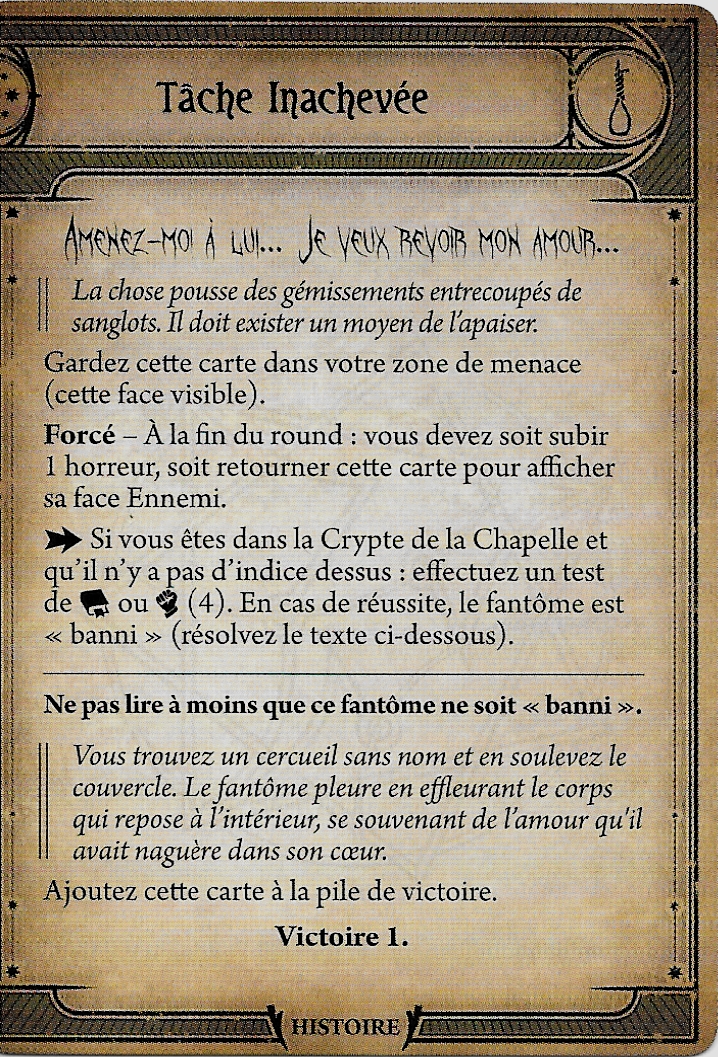 Tâche Inachevée
Amenez-moi à lui... Je veux revoir mon amour...
La chose pousse des gémissements entrecoupés de
sanglots. Il doit exister un moyen de l'apaiser.
Gardez cette carte dans votre zone de menace
(cette face visible).
Forcé – À la fin du round : vous devez soit subir
1 horreur, soit retourner cette carte pour afficher
sa face Ennemi.
Si vous êtes dans la Crypte de la Chapelle et
qu'il n'y a pas d'indice dessus : effectuez un test
de ou (4). En cas de réussite, le fantôme est
« banni » (résolvez le texte ci-dessous).
Ne pas lire à moins que ce fantôme ne soit « banni ».
Vous trouvez un cercueil sans nom et en soulevez le
couvercle. Le fantôme pleure en effleurant le corps
qui repose à l'intérieur, se souvenant de l'amour qu'il
avait naguère dans son cœur.
Ajoutez cette carte à la pile de victoire.
Victoire 1.
HISTOIRE